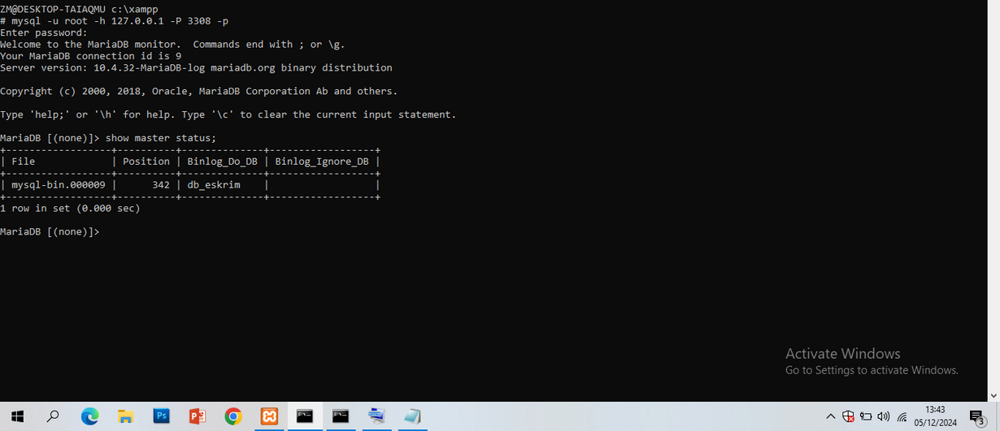 ZM@DESKTOP-TAIAQMU c:\xampp
# mysql -u root -h 127.0.0.1 -P 3308 -p
Enter password:
Welcome to the MariaDB monitor.  Commands end with ; or \g.
Your MariaDB connection id is 9
Server version: 10.4.32-MariaDB-log mariadb.org binary distribution
Copyright (c) 2000, 2018, Oracle, MariaDB Corporation Ab and others.
Type 'help;' or '\h' for help. Type '\c' to clear the current input statement.
MariaDB [(none)]> show master status;
+------------------+----------+--------------+------------------+
| File             | Position | Binlog_Do_DB | Binlog_Ignore_DB |
+------------------+----------+--------------+------------------+
| mysql-bin.000009 |      342 | db_eskrim    |                  |
+------------------+----------+--------------+------------------+
1 row in set (0.000 sec)
MariaDB [(none)]>
Activate Windows
Go to Settings to activate Windows.
Ps
P
13:43
05/12/2024
3